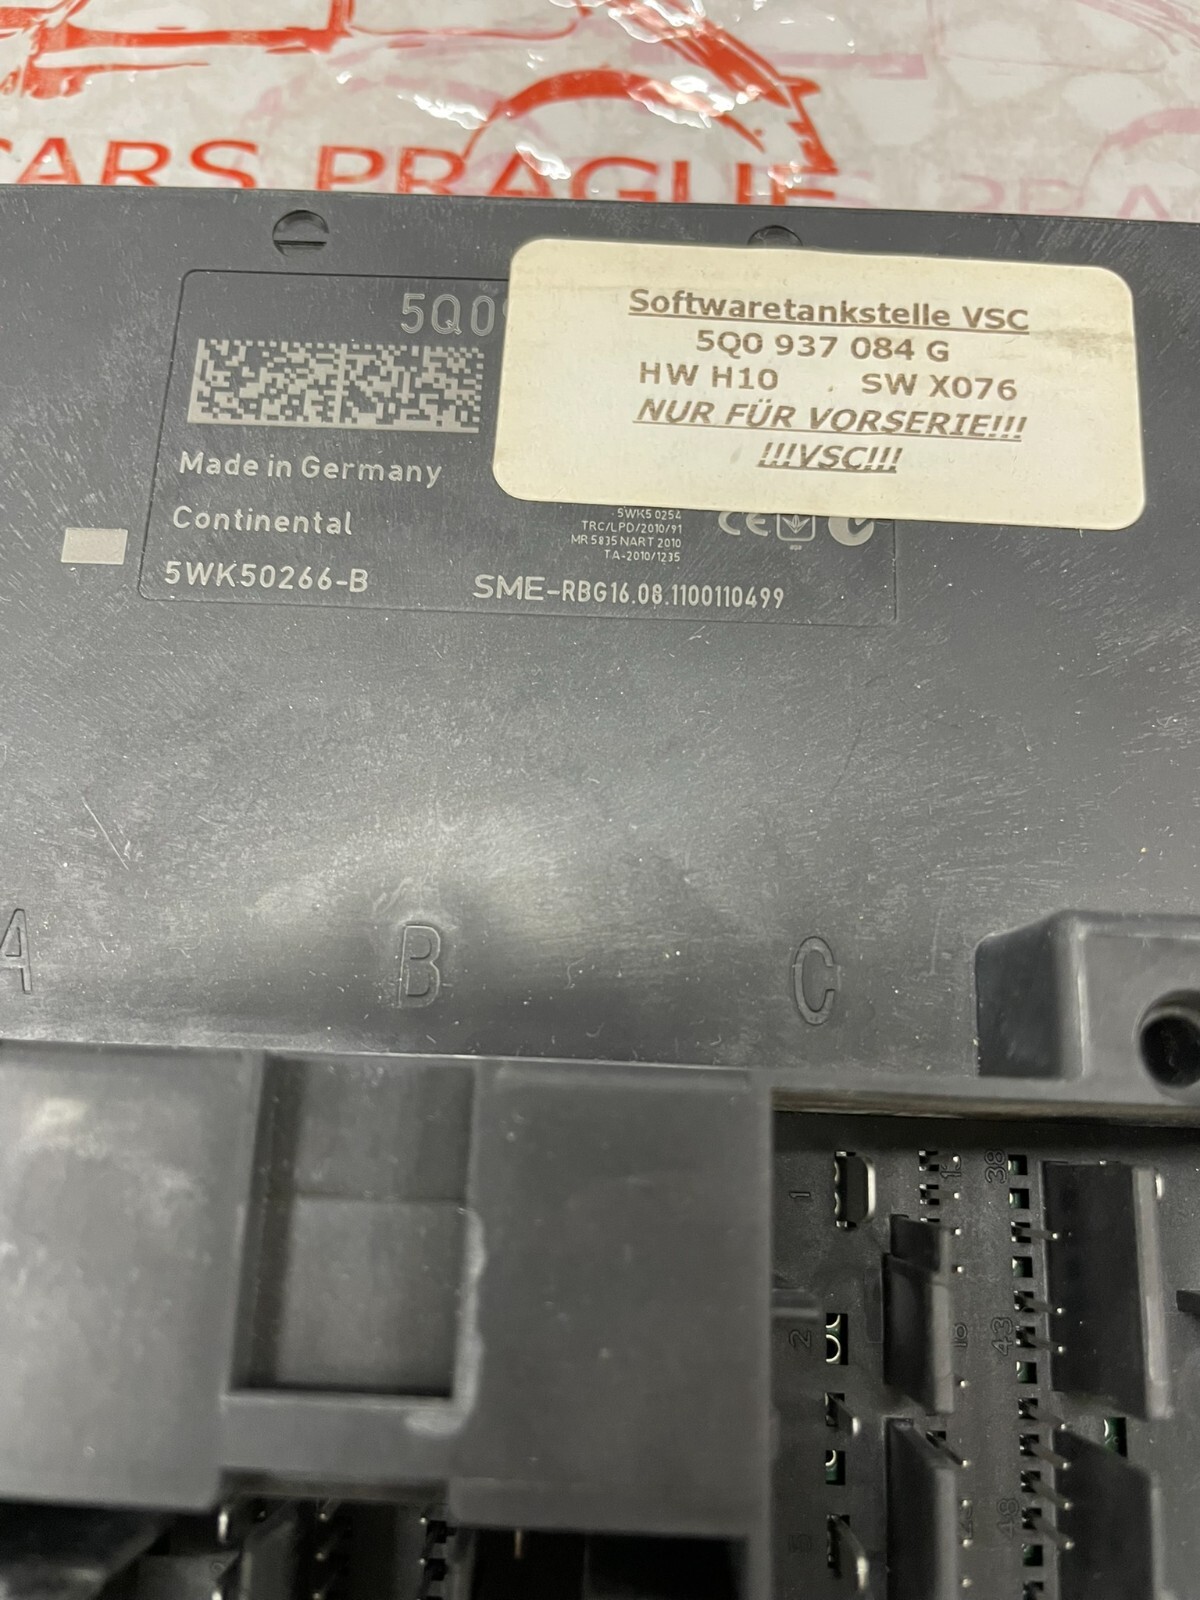 CARS PRAGUE
5Q0
Softwaretankstelle VSC
5Q0 937 084 G
HW H10 . SW X076
NUR FÜR VORSERIE!!!
!!!VSC!!!
Made in Germany
Continental
5WK5 0254
TRC/LPD/2010/91
MR 5835 NART 2010
TA-2010/1235
CE
5WK50266-B
SME-RBG16.08.1100110499
A
B
C
1
13
38
2
43
48